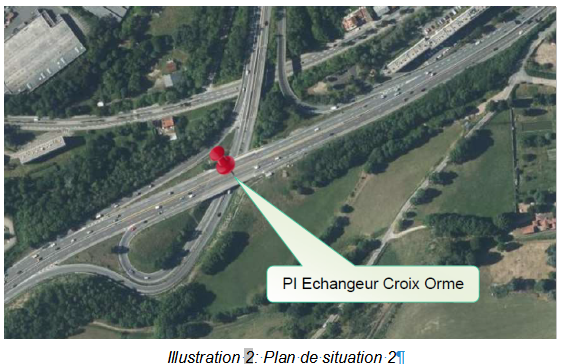 PI Echangeur Croix Orme
Illustration 2: Plan de situation 2¶